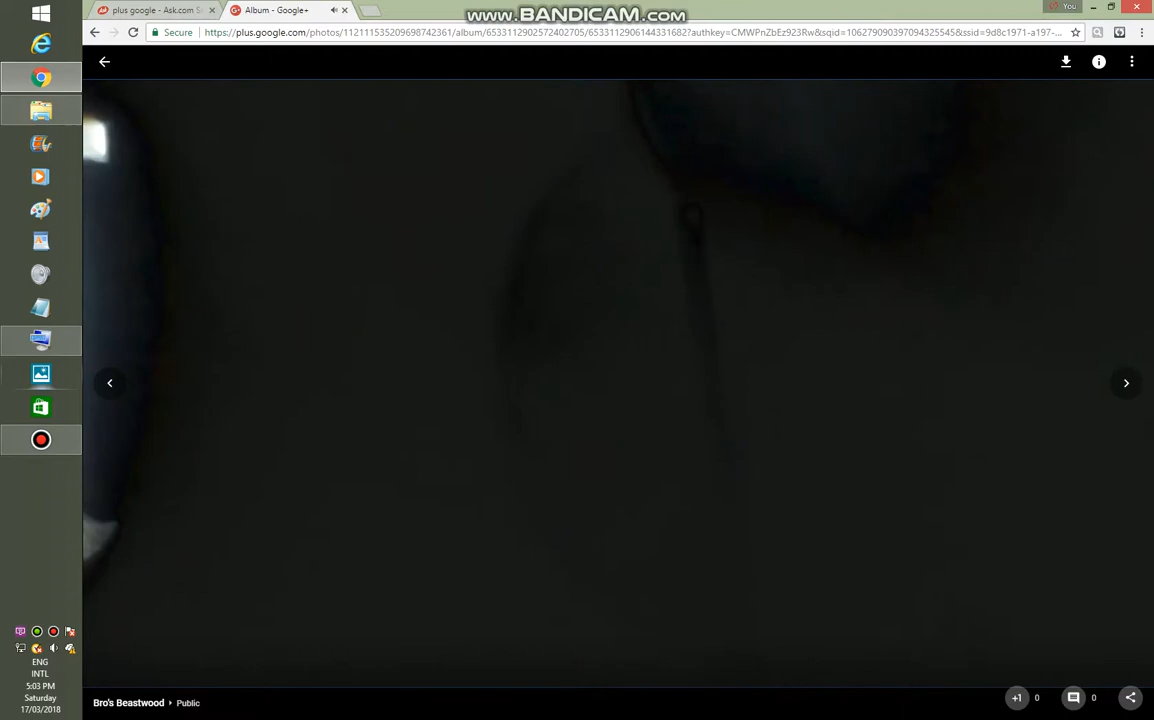 www.BANDICAM.com
You
plus google - Ask.com S
Album - Google+
Secure
https://plus.google.com/photos/112111535209698742361/album/6533112902572402705/6533112906144331682?authkey=CMWPnZbEz923Rw&sqid=106279090397094325545&ssid=9d8c1971-a197-
Bro's Beastwood
Public
+1 0
0
ENG
INTL
5:03 PM
Saturday
17/03/2018